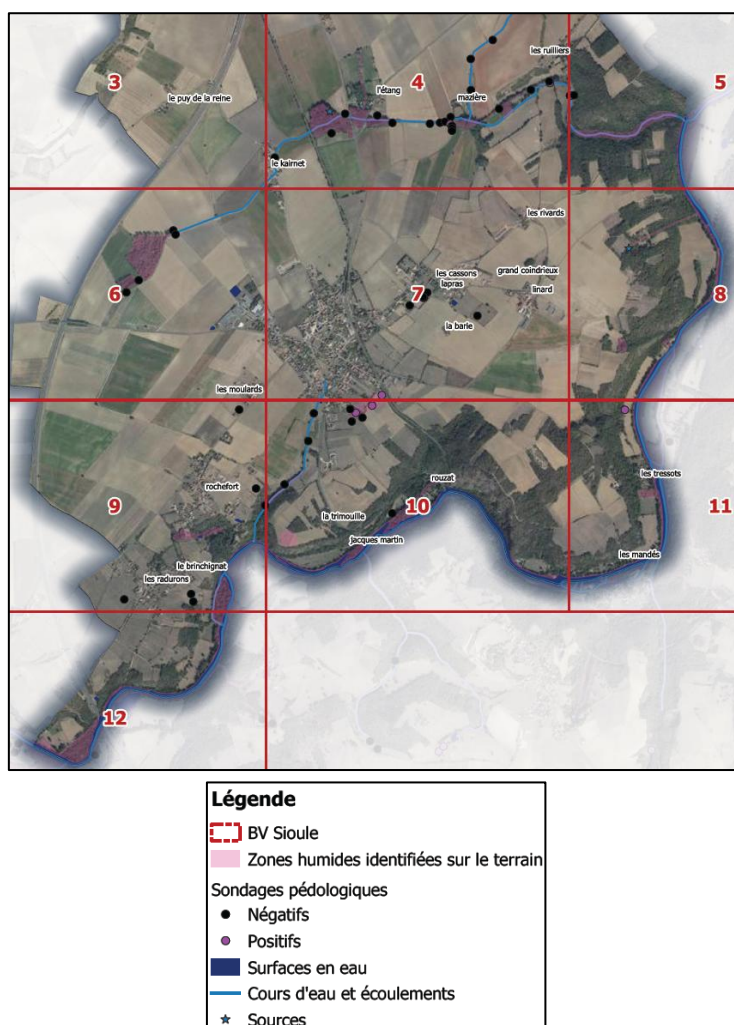 les ruilliers
3
4
5
l'étang
le puy de la reine
mazière
le kairnet
les rivards
les cassons
grand coindrieux
lapras
linard
6
7
8
la barle
les moulards
les tressots
rouzat
rochefort
9
10
11
la trimouille
jacques martin
les mandés
le brinchignat
les radurons
12
Légende
BV Sioule
Zones humides identifiées sur le terrain
Sondages pédologiques
Négatifs
Positifs
Surfaces en eau
Cours d'eau et écoulements
Sources